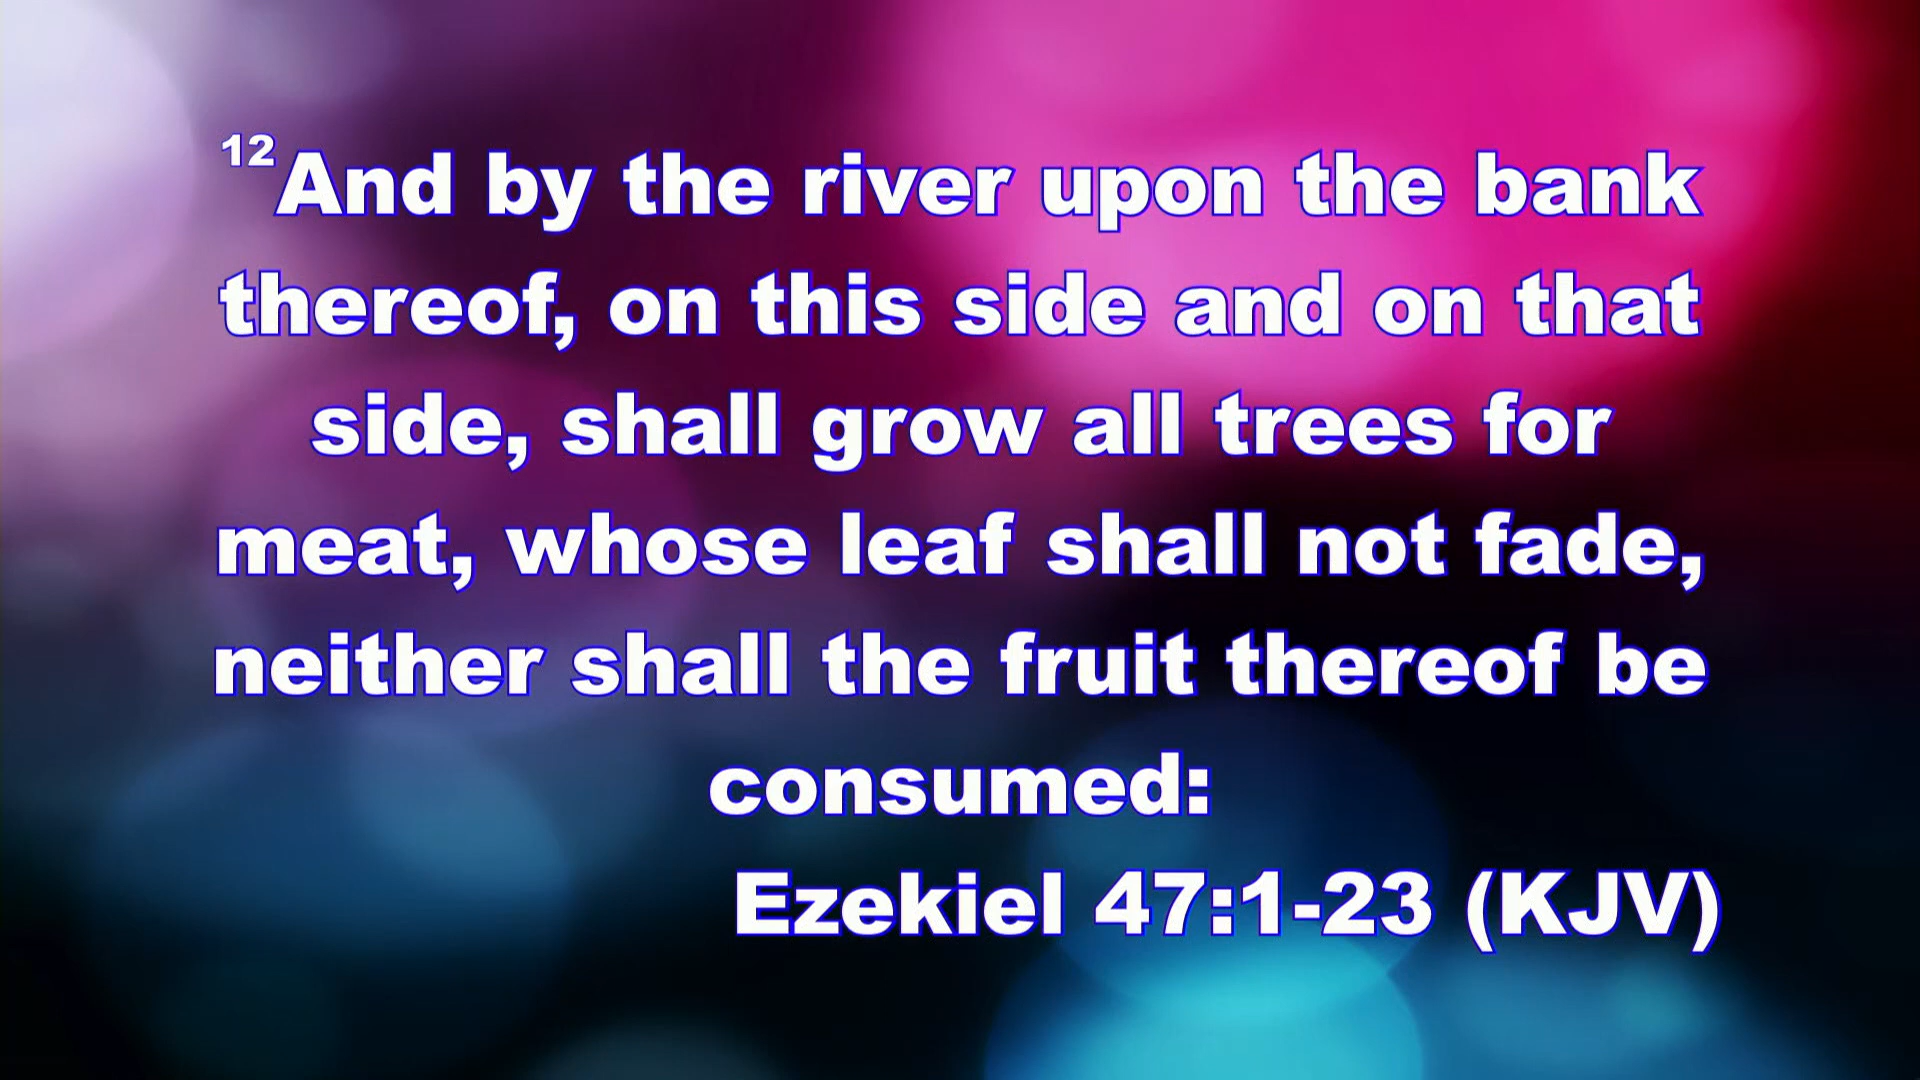 12And by the river upon the bank
thereof, on this side and on that
side, shall grow all trees for
meat, whose leaf shall not fade,
neither shall the fruit thereof be
consumed:
Ezekiel 47:1-23 (KJV)